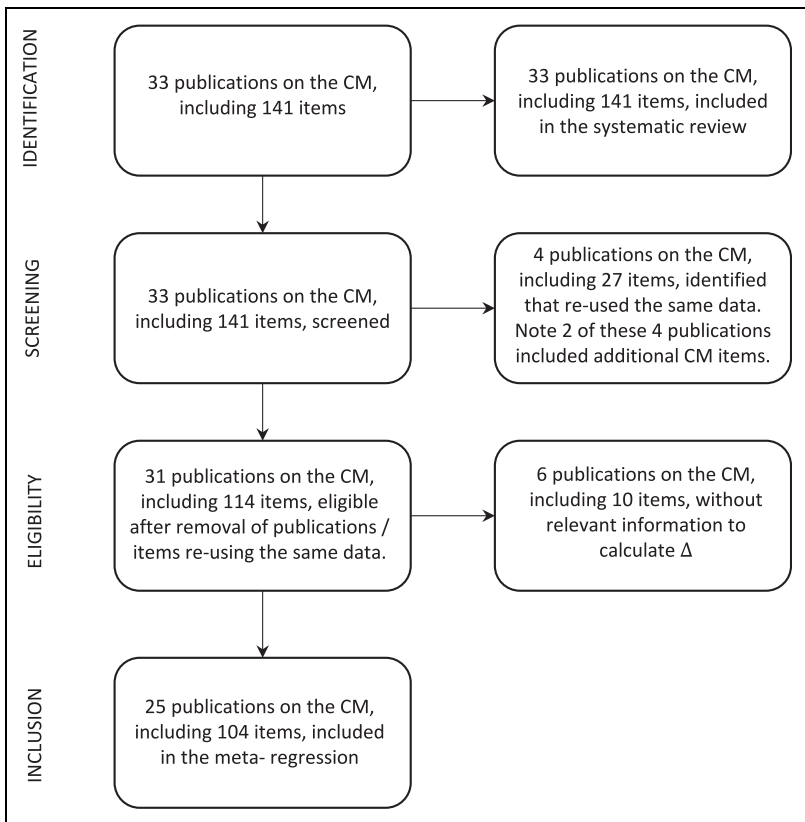 IDENTIFICATION
33 publications on the CM,
including 141 items
33 publications on the CM,
including 141 items, included
in the systematic review
SCREENING
33 publications on the CM,
including 141 items, screened
4 publications on the CM,
including 27 items, identified
that re-used the same data.
Note 2 of these 4 publications
included additional CM items.
ELIGIBILITY
31 publications on the CM,
including 114 items, eligible
after removal of publications /
items re-using the same data.
6 publications on the CM,
including 10 items, without
relevant information to
calculate Δ
INCLUSION
25 publications on the CM,
including 104 items, included
in the meta- regression